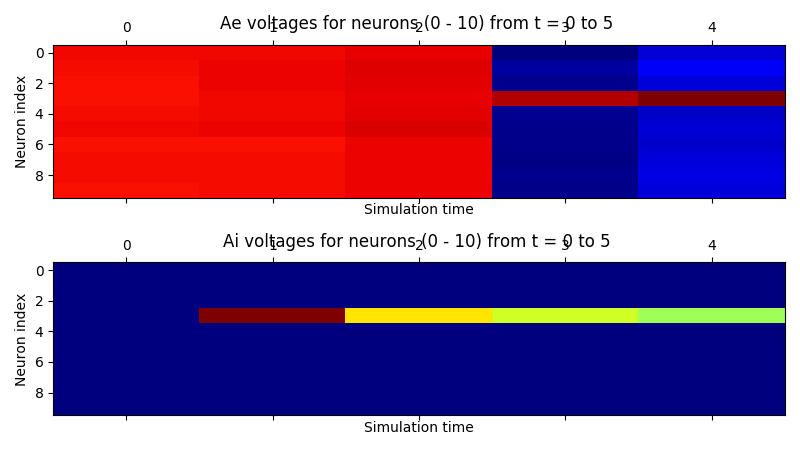 Ae voltages for neurons (0 - 10) from t = 0 to 5
0 1 2 3 4
0
2
4
6
8
Neuron index
Simulation time
Ai voltages for neurons (0 - 10) from t = 0 to 5
0 1 2 3 4
0
2
4
6
8
Neuron index
Simulation time